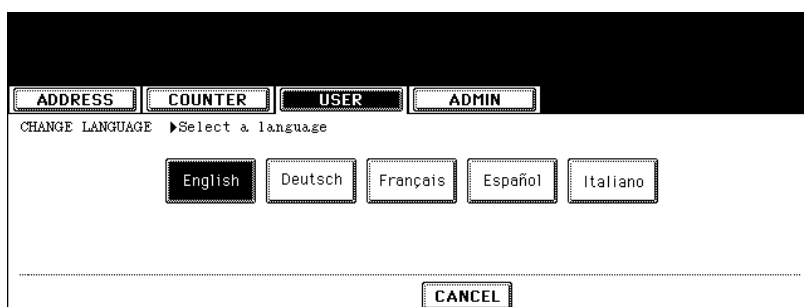 ADDRESS COUNTER USER ADMIN
CHANGE LANGUAGE ▶Select a language
English Deutsch Français Español Italiano
CANCEL